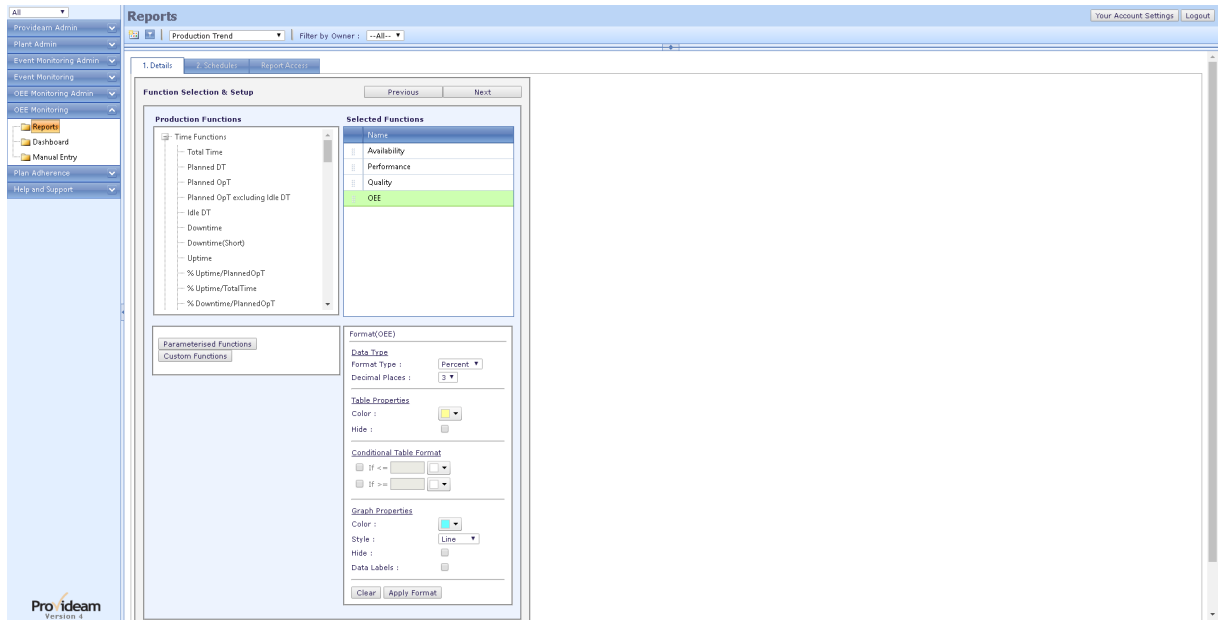 All
Reports
Your Account Settings
Logout
Provideam Admin
Plant Admin
Event Monitoring Admin
Event Monitoring
OEE Monitoring Admin
OEE Monitoring
Reports
Dashboard
Manual Entry
Plan Adherence
Help and Support
Production Trend
Filter by Owner :
--All--
1. Details
2. Schedules
Report Access
Function Selection & Setup
Previous
Next
Production Functions
Time Functions
Total Time
Planned DT
Planned OpT
Planned OpT excluding Idle DT
Idle DT
Downtime
Downtime(Short)
Uptime
% Uptime/PlannedOpT
% Uptime/TotalTime
% Downtime/PlannedOpT
Selected Functions
Name
Availability
Performance
Quality
OEE
Parameterised Functions
Custom Functions
Format(OEE)
Data Type
Format Type : Percent
Decimal Places : 3
Table Properties
Color :
Hide :
Conditional Table Format
If <=
If >=
Graph Properties
Color :
Style : Line
Hide :
Data Labels :
Clear
Apply Format
Provideam
Version 4